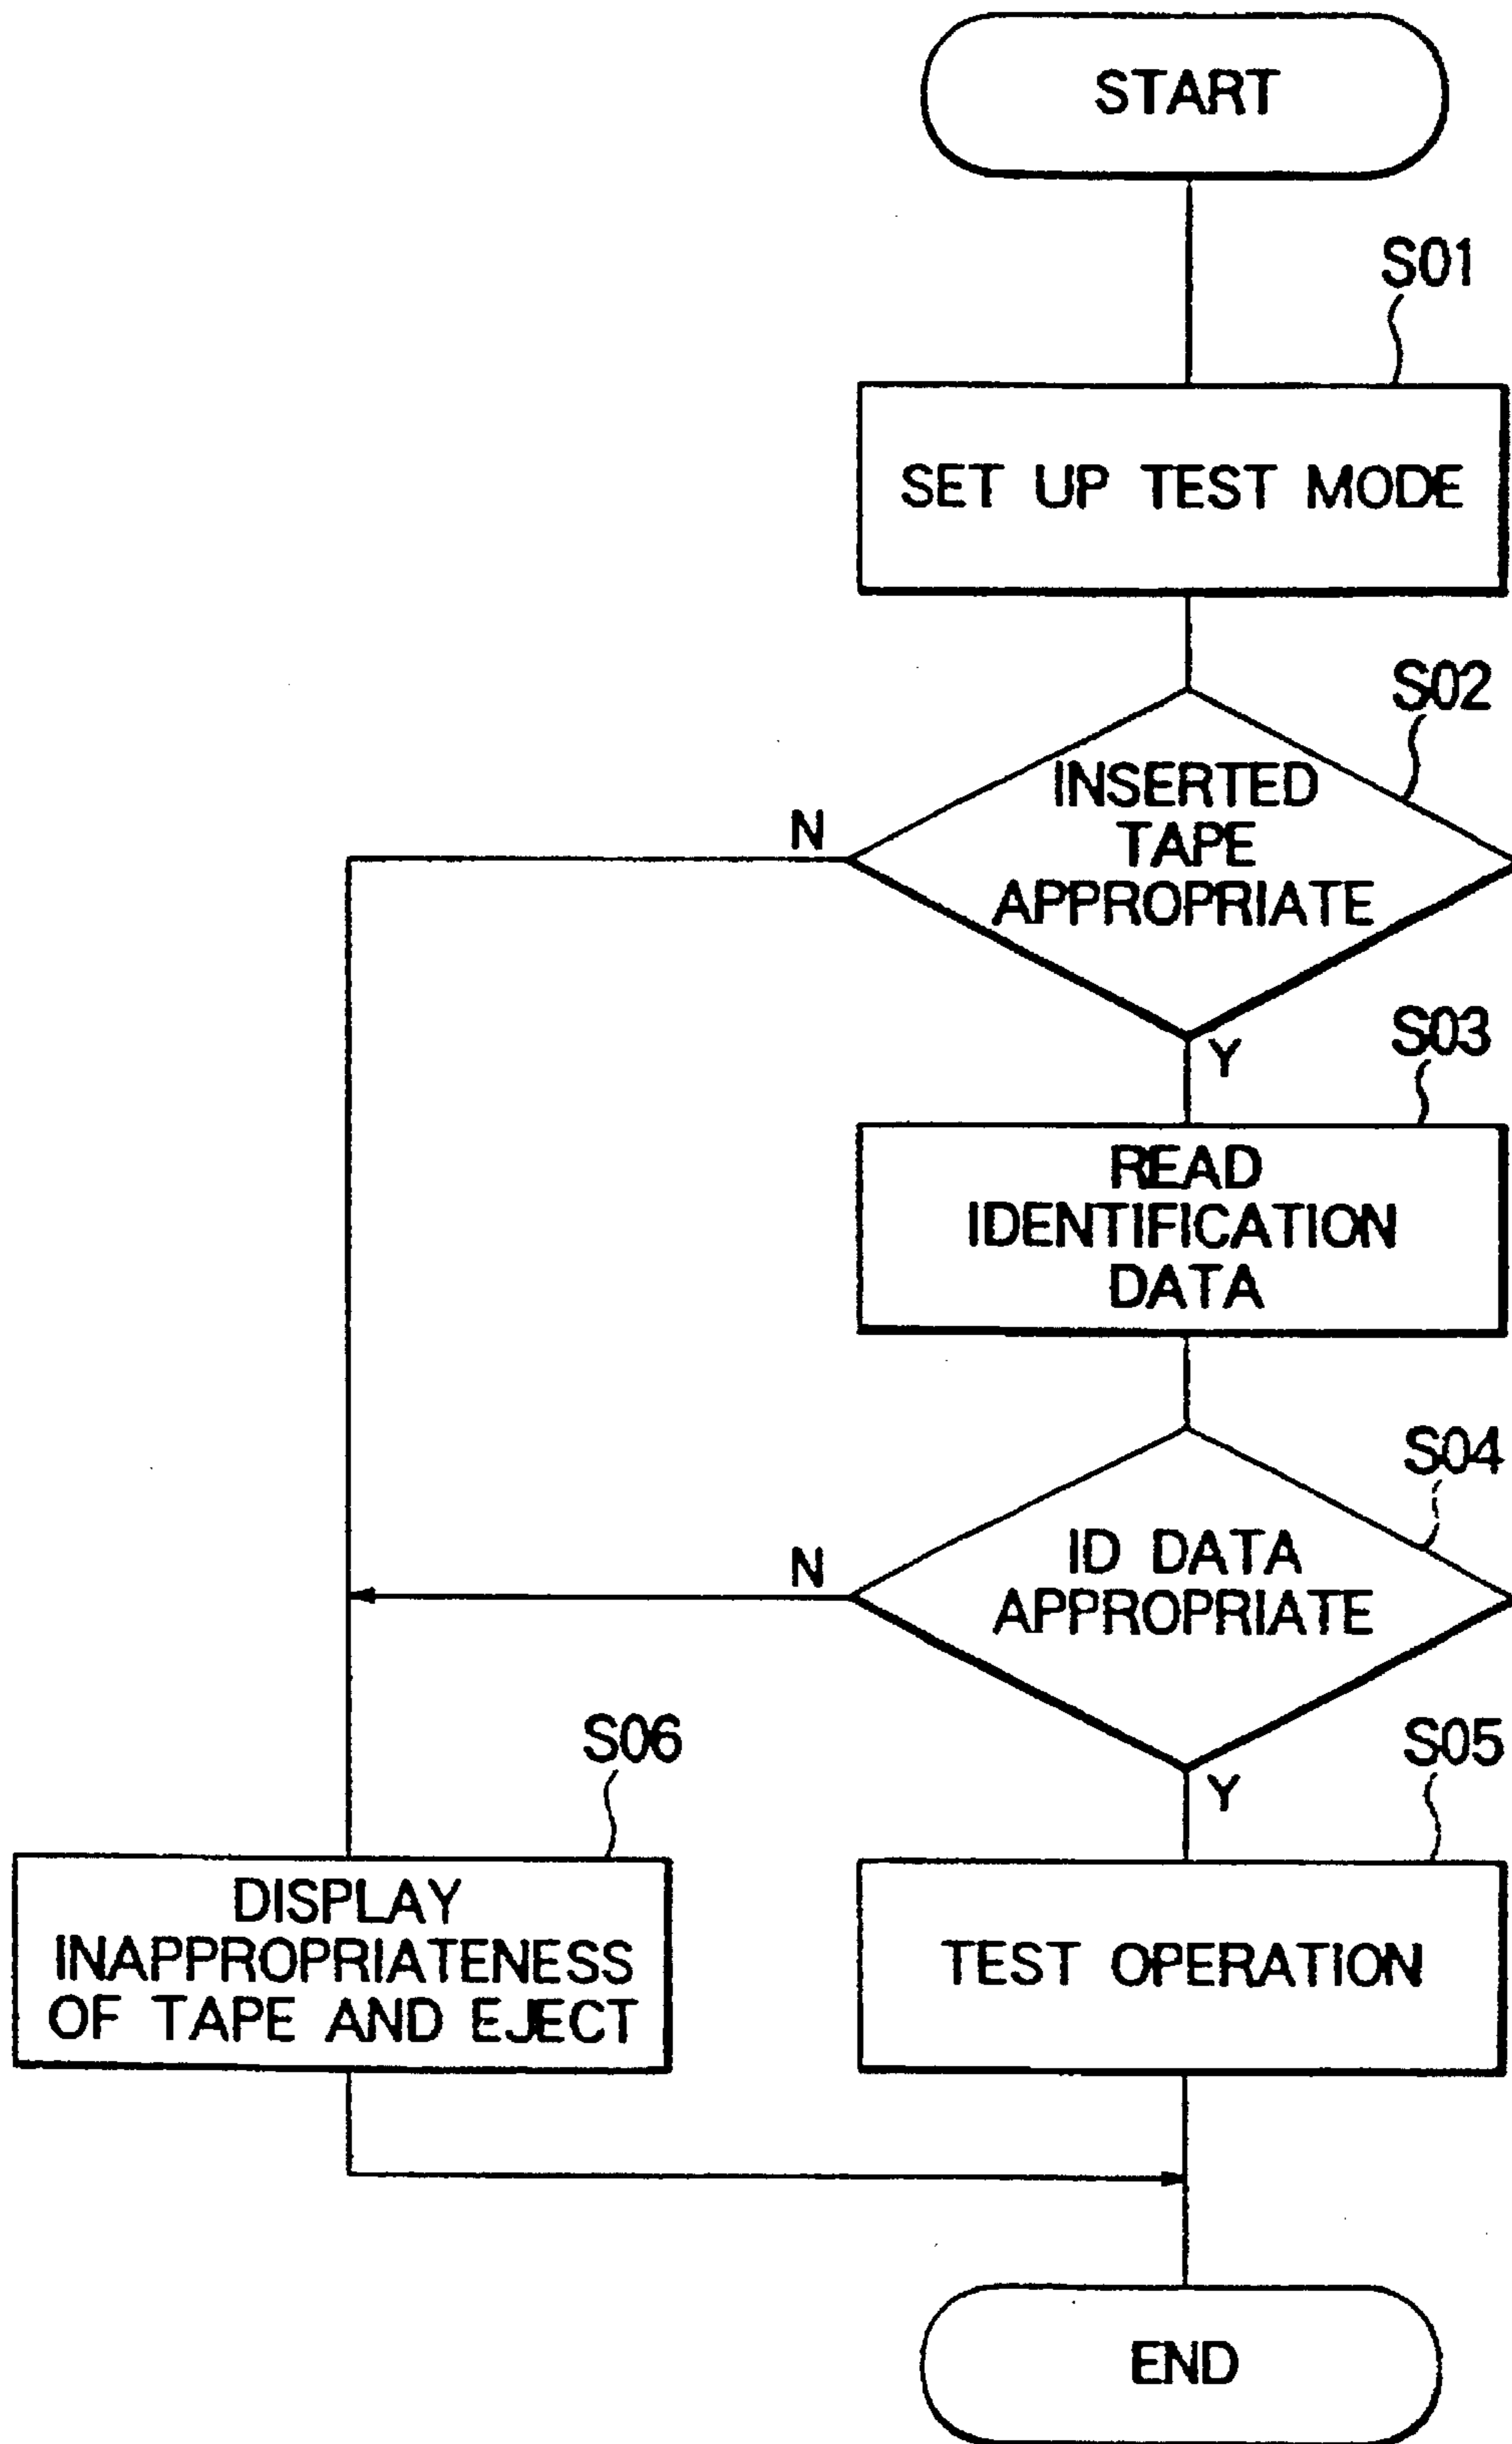 START
S01
SET UP TEST MODE
S02
INSERTED
TAPE
APPROPRIATE
N
Y
S03
READ
IDENTIFICATION
DATA
S04
ID DATA
APPROPRIATE
N
Y
S06
S05
DISPLAY
INAPPROPRIATENESS
OF TAPE AND EJECT
TEST OPERATION
END